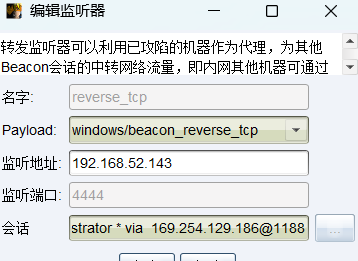 编辑监听器
转发监听器可以利用已攻陷的机器作为代理，为其他
Beacon会话的中转网络流量，即内网其他机器可通过
名字: reverse_tcp
Payload: windows/beacon_reverse_tcp
监听地址: 192.168.52.143
监听端口: 4444
会话 strator * via 169.254.129.186@1188 ...